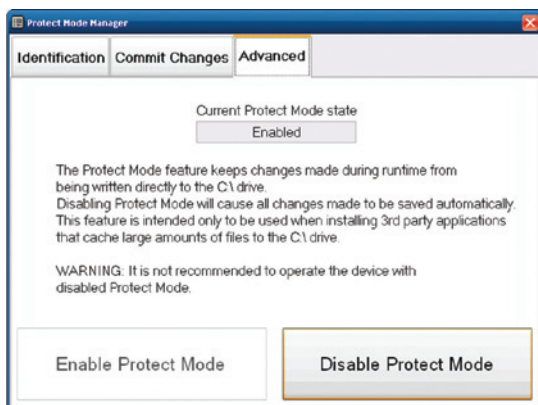 Protect Mode Manager
Identification Commit Changes Advanced
Current Protect Mode state
Enabled
The Protect Mode feature keeps changes made during runtime from
being written directly to the C:\ drive.
Disabling Protect Mode will cause all changes made to be saved automatically.
This feature is intended only to be used when installing 3rd party applications
that cache large amounts of files to the C:\ drive.
WARNING: It is not recommended to operate the device with
disabled Protect Mode.
Enable Protect Mode Disable Protect Mode